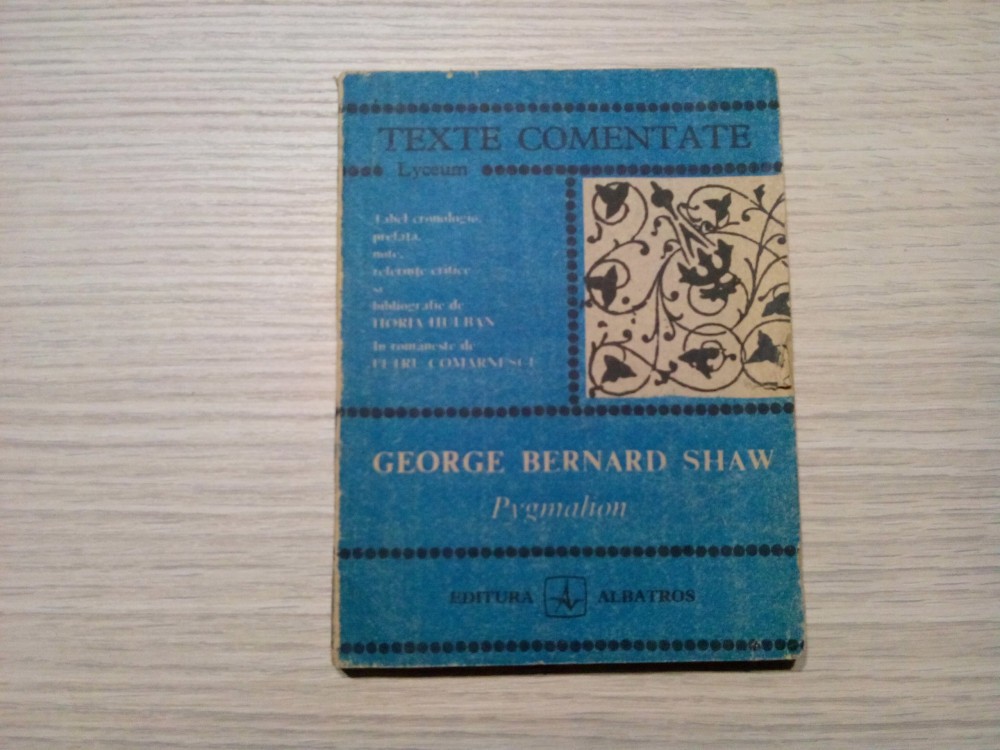 TEXTE COMENTATE
Lyceum
Tabel cronologic,
prefață,
note,
referințe critice
și
bibliografie de
HORIA HULBAN
În românește de
PETRU COMARNESCU
GEORGE BERNARD SHAW
Pygmalion
EDITURA ALBATROS